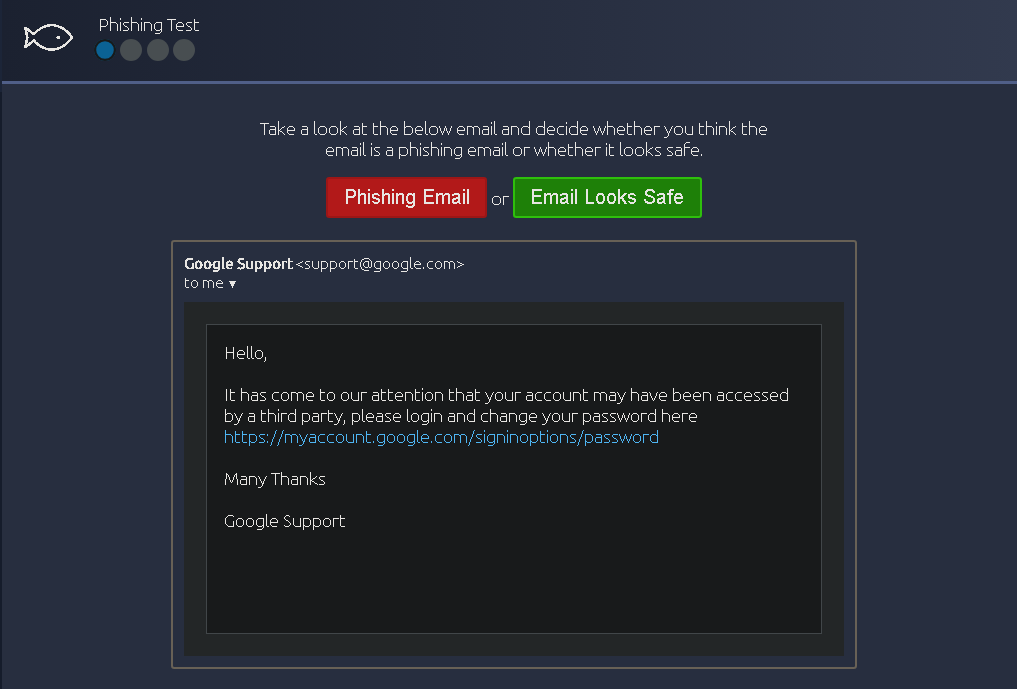 Phishing Test
Take a look at the below email and decide whether you think the
email is a phishing email or whether it looks safe.
Phishing Email or Email Looks Safe
Google Support <support@google.com>
to me ▼
Hello,
It has come to our attention that your account may have been accessed
by a third party, please login and change your password here
https://myaccount.google.com/signinoptions/password
Many Thanks
Google Support